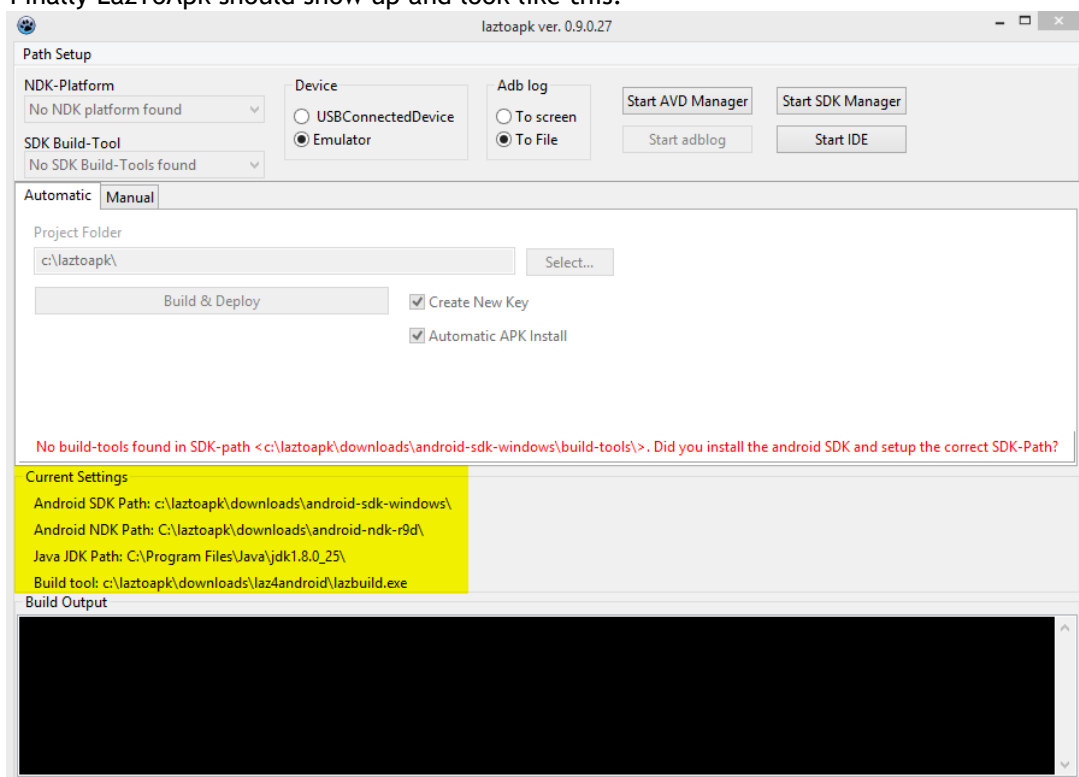 Finally LazToApk should show up and look like this:
laztoapk ver. 0.9.0.27
Path Setup
NDK-Platform
No NDK platform found
SDK Build-Tool
No SDK Build-Tools found
Device
USBConnectedDevice
Emulator
Adb log
To screen
To File
Start AVD Manager
Start SDK Manager
Start adblog
Start IDE
Automatic
Manual
Project Folder
c:\laztoapk\
Select...
Build & Deploy
Create New Key
Automatic APK Install
No build-tools found in SDK-path <c:\laztoapk\downloads\android-sdk-windows\build-tools\>. Did you install the android SDK and setup the correct SDK-Path?
Current Settings
Android SDK Path: c:\laztoapk\downloads\android-sdk-windows\
Android NDK Path: C:\laztoapk\downloads\android-ndk-r9d\
Java JDK Path: C:\Program Files\Java\jdk1.8.0_25\
Build tool: c:\laztoapk\downloads\laz4android\lazbuild.exe
Build Output